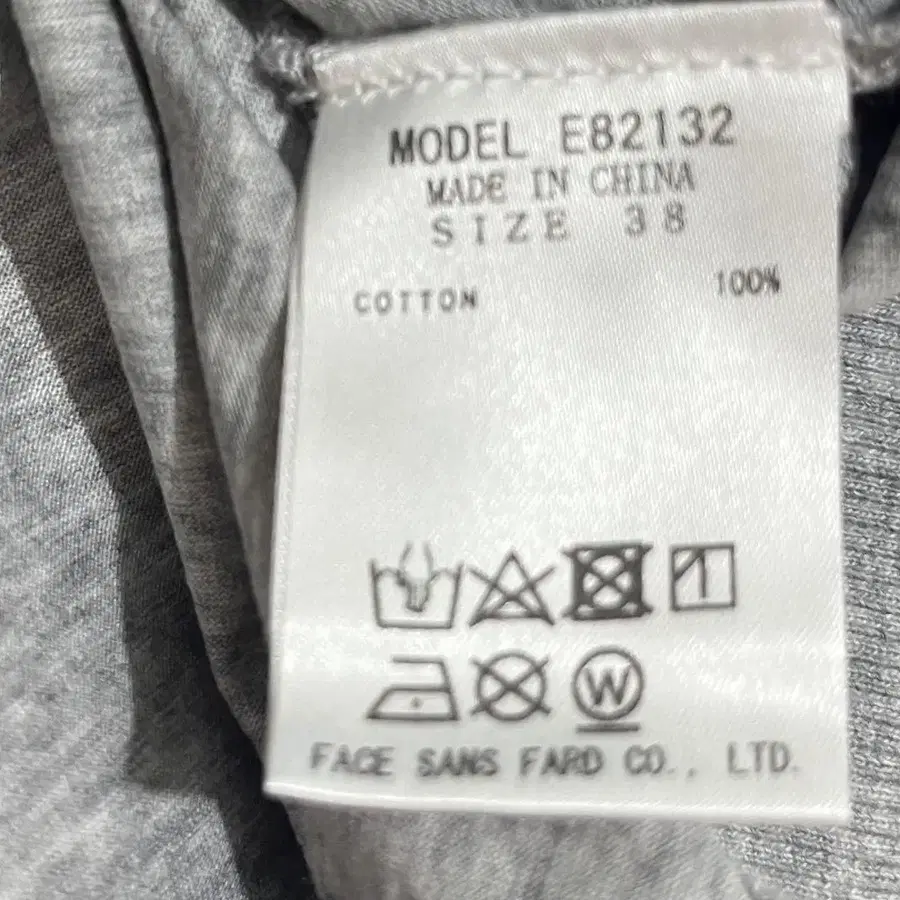 MODEL E82132
MADE IN CHINA
SIZE 38
COTTON 100%
W
FACE SANS FARD CO., LTD.